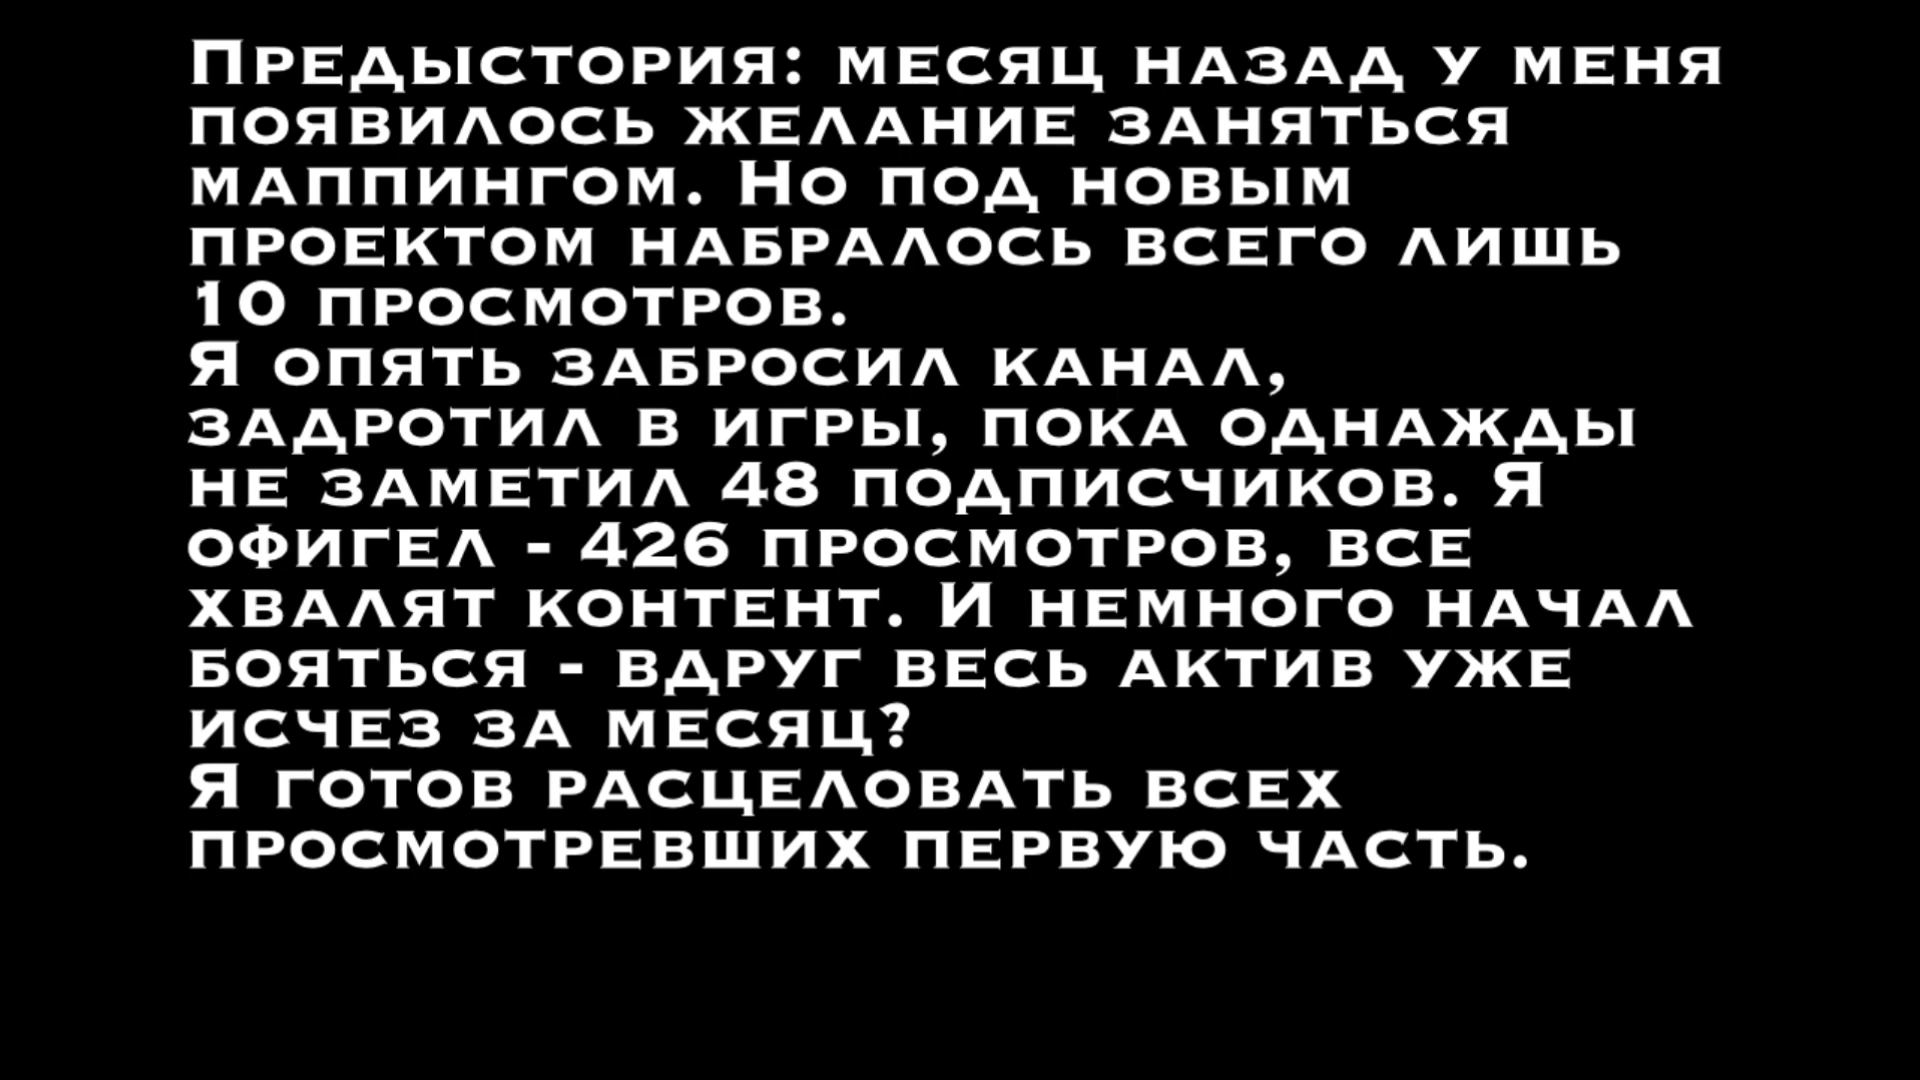 Предыстория: месяц назад у меня
появилось желание заняться
маппингом. Но под новым
проектом набралось всего лишь
10 просмотров.
Я опять забросил канал,
задротил в игры, пока однажды
не заметил 48 подписчиков. Я
офигел - 426 просмотров, все
хвалят контент. И немного начал
бояться - вдруг весь актив уже
исчез за месяц?
Я готов расцеловать всех
просмотревших первую часть.